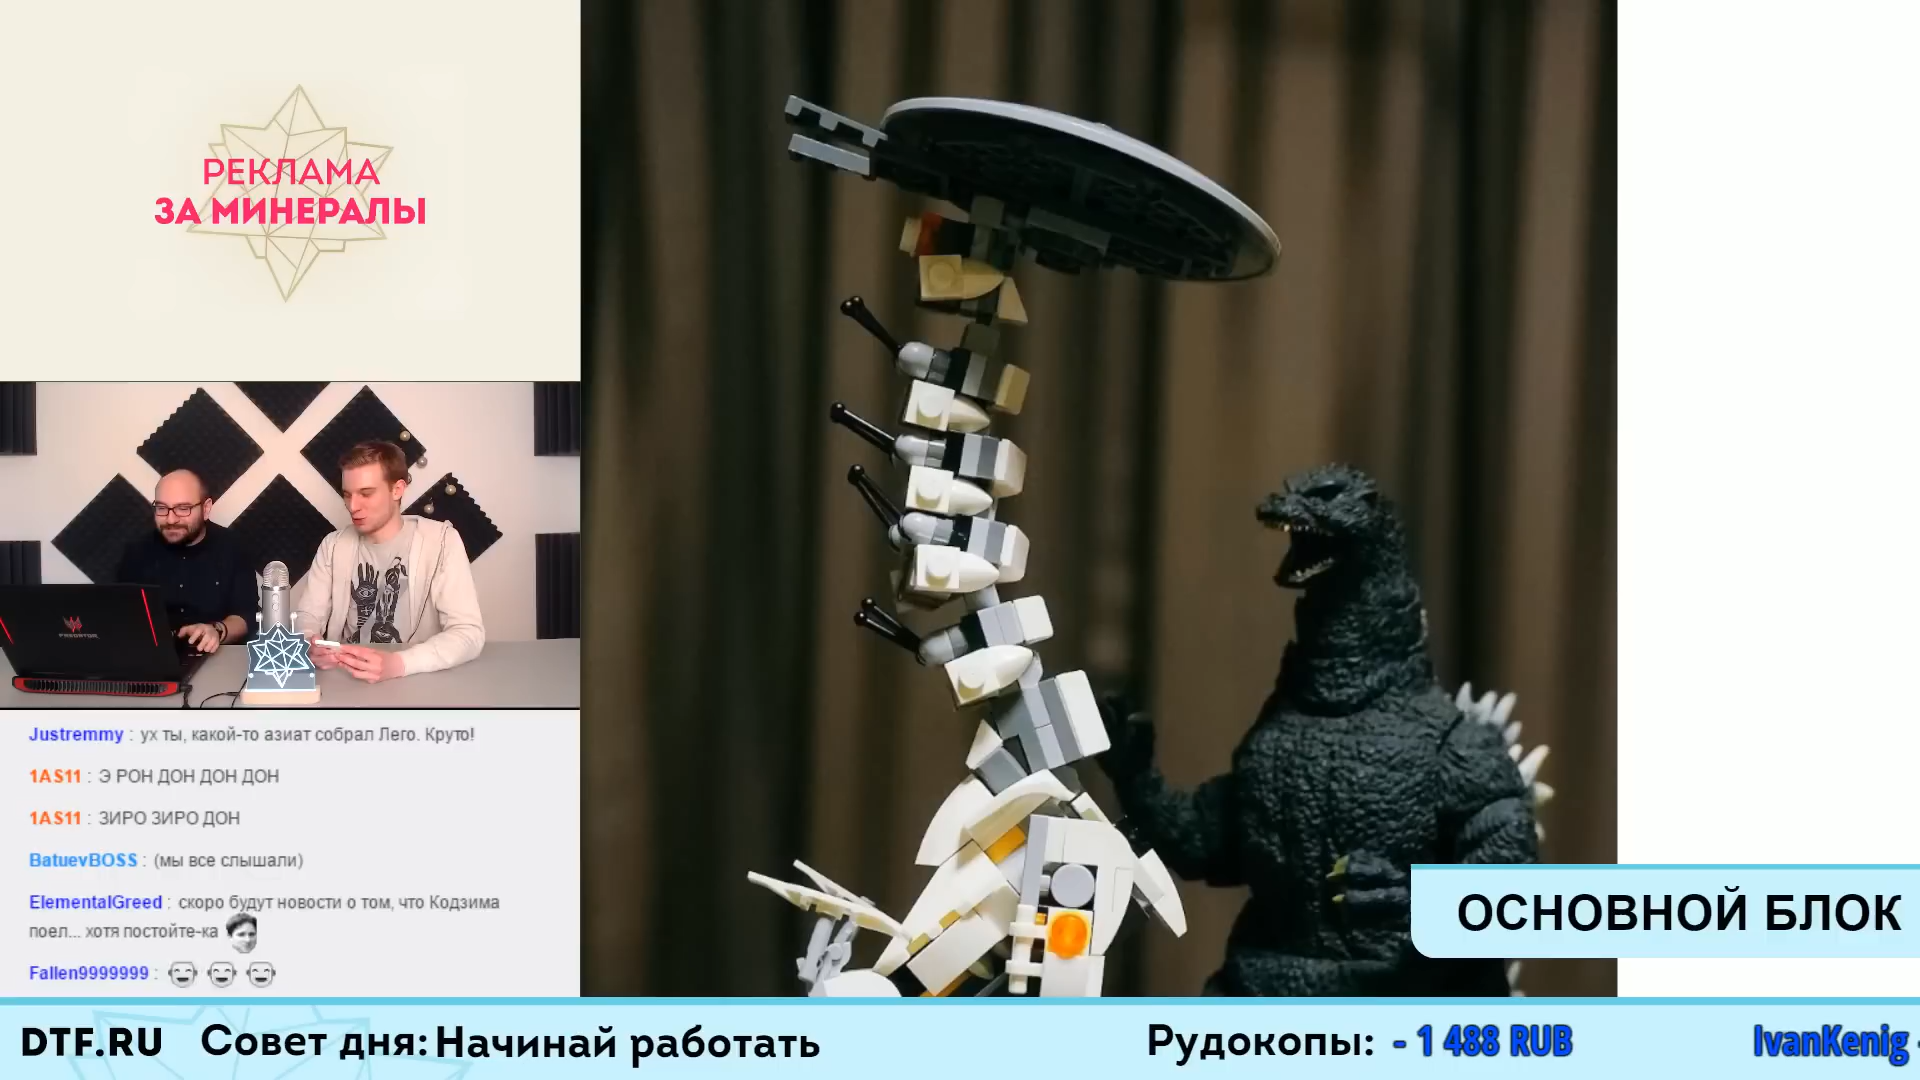 РЕКЛАМА
ЗА МИНЕРАЛЫ
PREDATOR
Justremmy : ух ты, какой-то азиат собрал Лего. Круто!
1AS11 : Э РОН ДОН ДОН ДОН
1AS11 : ЗИРО ЗИРО ДОН
BatuevBOSS : (мы все слышали)
ElementalGreed : скоро будут новости о том, что Кодзима
поел... хотя постойте-ка
Fallen9999999 :
ОСНОВНОЙ БЛОК
DTF.RU Совет дня: Начинай работать Рудокопы: - 1 488 RUB IvanKenig -